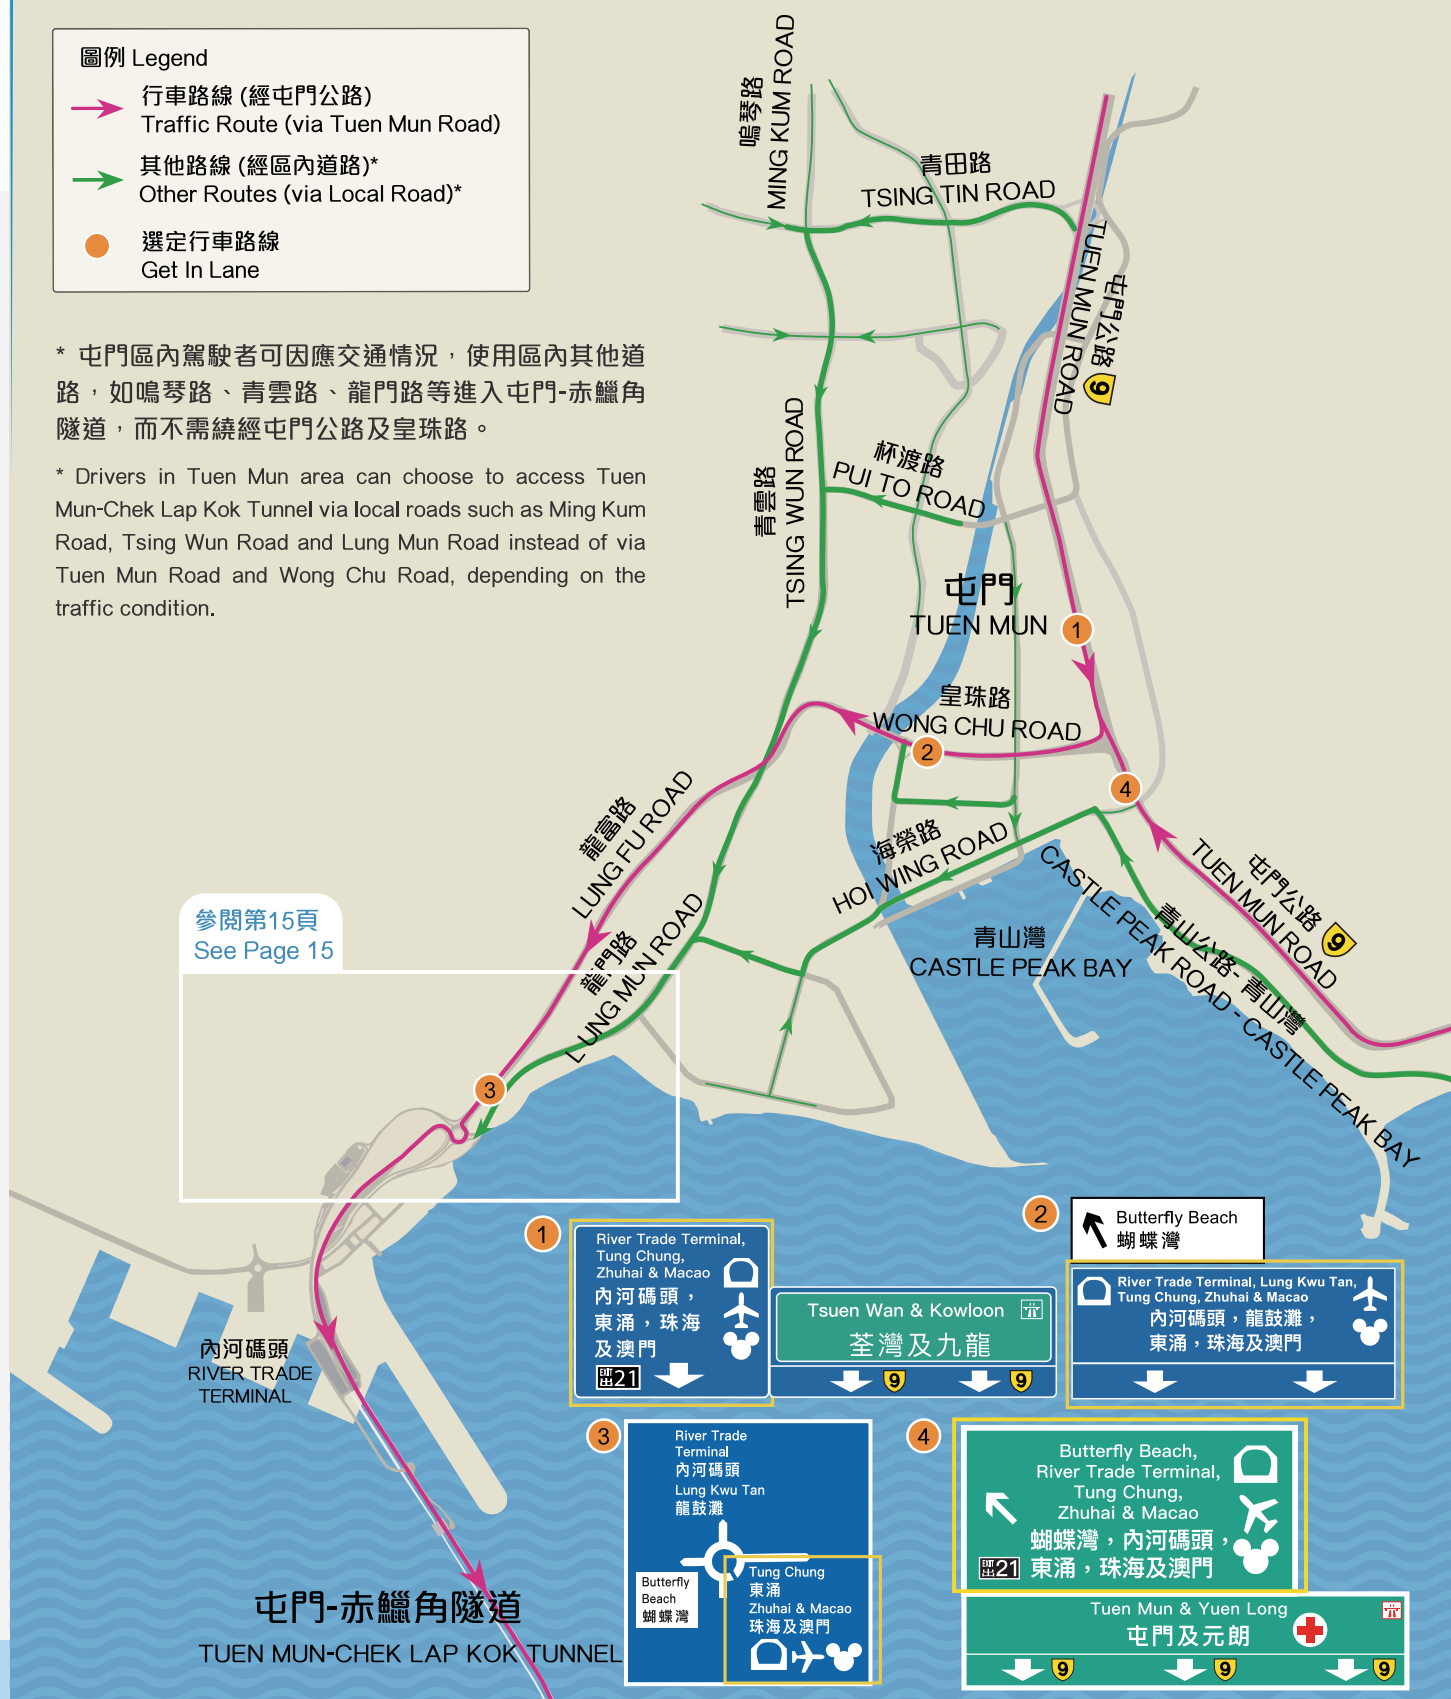 圖例 Legend
行車路線 (經屯門公路)
Traffic Route (via Tuen Mun Road)
其他路線 (經區內道路)*
Other Routes (via Local Road)*
選定行車路線
Get In Lane
* 屯門區內駕駛者可因應交通情況，使用區內其他道
路，如鳴琴路、青雲路、龍門路等進入屯門-赤鱲角
隧道，而不需繞經屯門公路及皇珠路。
* Drivers in Tuen Mun area can choose to access Tuen
Mun-Chek Lap Kok Tunnel via local roads such as Ming Kum
Road, Tsing Wun Road and Lung Mun Road instead of via
Tuen Mun Road and Wong Chu Road, depending on the
traffic condition.
鳴琴路
MING KUM ROAD
青田路
TSING TIN ROAD
屯門公路 9
TUEN MUN ROAD
青雲路
TSING WUN ROAD
杯渡路
PUI TO ROAD
屯門
TUEN MUN
1
皇珠路
WONG CHU ROAD
2
4
龍富路
LUNG FU ROAD
海榮路
HOI WING ROAD
屯門公路 9
TUEN MUN ROAD
青山公路-青山灣
CASTLE PEAK ROAD - CASTLE PEAK BAY
青山灣
CASTLE PEAK BAY
龍門路
LUNG MUN ROAD
參閱第15頁
See Page 15
3
內河碼頭
RIVER TRADE
TERMINAL
屯門-赤鱲角隧道
TUEN MUN-CHEK LAP KOK TUNNEL
1
River Trade Terminal,
Tung Chung,
Zhuhai & Macao
內河碼頭，
東涌，珠海
及澳門
EXIT 出 21
Tsuen Wan & Kowloon
荃灣及九龍
9
9
2
Butterfly Beach
蝴蝶灣
River Trade Terminal, Lung Kwu Tan,
Tung Chung, Zhuhai & Macao
內河碼頭，龍鼓灘，
東涌，珠海及澳門
3
River Trade
Terminal
內河碼頭
Lung Kwu Tan
龍鼓灘
Butterfly
Beach
蝴蝶灣
Tung Chung
東涌
Zhuhai & Macao
珠海及澳門
4
Butterfly Beach,
River Trade Terminal,
Tung Chung,
Zhuhai & Macao
蝴蝶灣，內河碼頭，
EXIT 出 21 東涌，珠海及澳門
Tuen Mun & Yuen Long
屯門及元朗
9
9
9